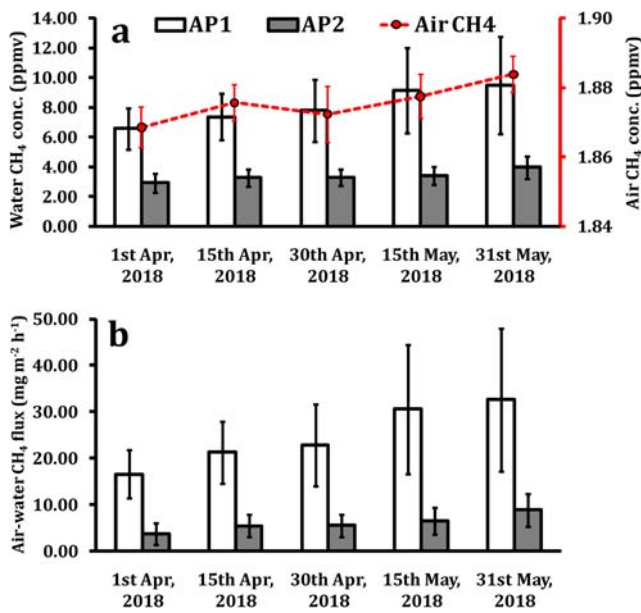 a
AP1 AP2 Air CH4
Water CH₄ conc. (ppmv)
14.00
12.00
10.00
8.00
6.00
4.00
2.00
0.00
Air CH₄ conc. (ppmv)
1.90
1.88
1.86
1.84
1st Apr, 15th Apr, 30th Apr, 15th May, 31st May,
2018 2018 2018 2018 2018
b
Air-water CH₄ flux (mg m⁻² h⁻¹)
50.00
40.00
30.00
20.00
10.00
0.00
1st Apr, 15th Apr, 30th Apr, 15th May, 31st May,
2018 2018 2018 2018 2018